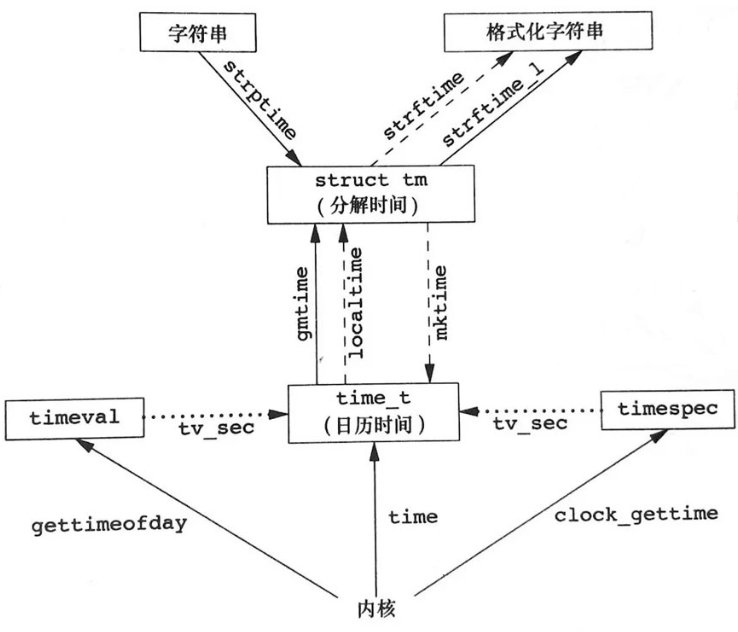 字符串
格式化字符串
strptime
strftime
strftime_l
struct tm
(分解时间)
gmtime
localtime
mktime
timeval
tv_sec
time_t
(日历时间)
tv_sec
timespec
gettimeofday
time
clock_gettime
内核